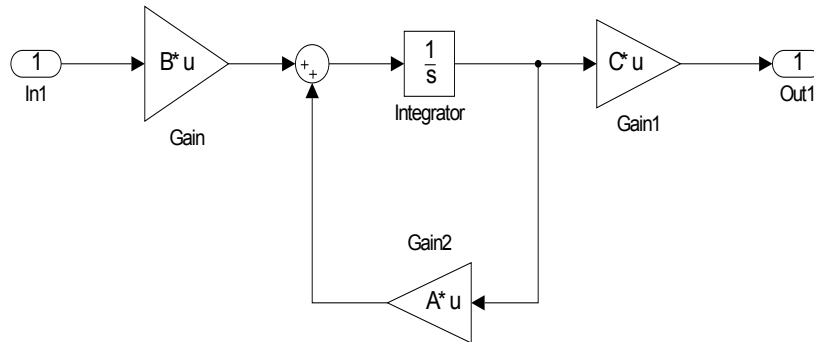 1
In1
B* u
Gain
+
+
1
s
Integrator
C* u
Gain1
1
Out1
Gain2
A* u